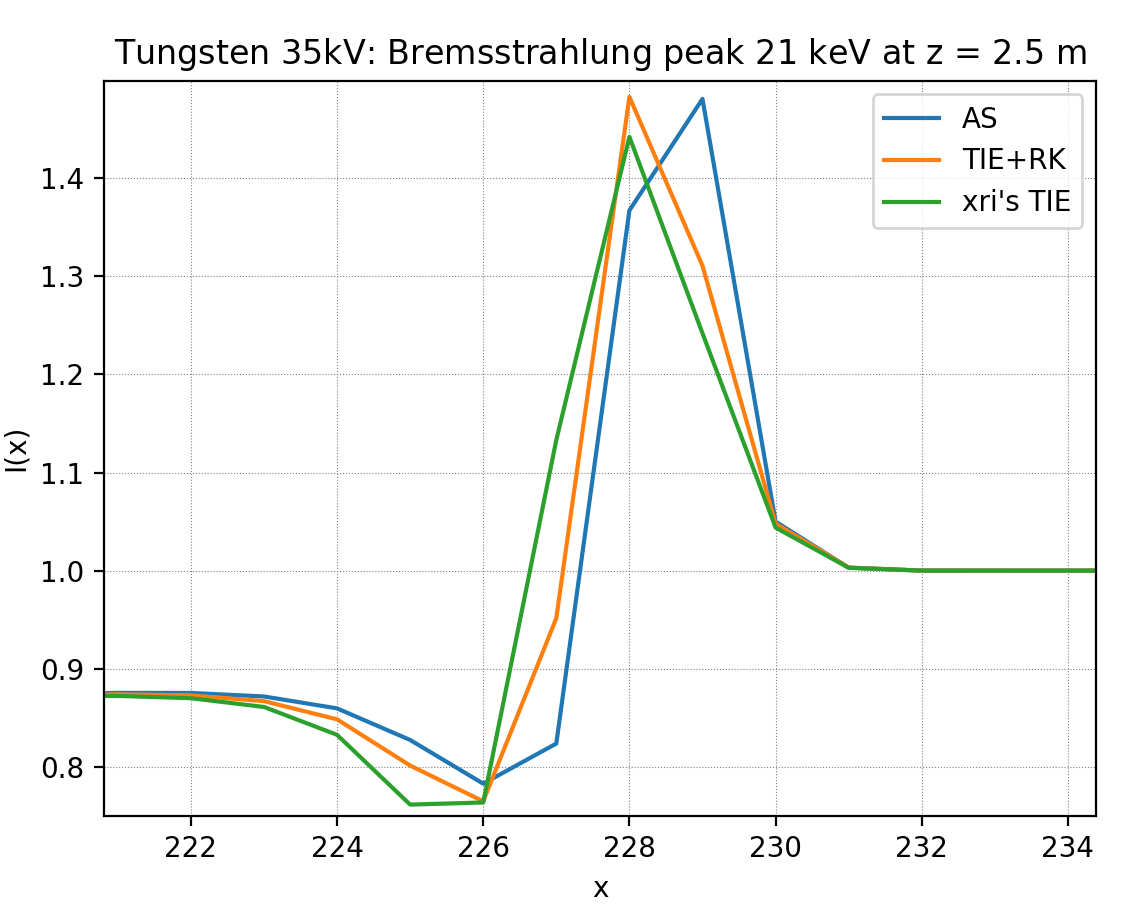 Tungsten 35kV: Bremsstrahlung peak 21 keV at z = 2.5 m
AS
TIE+RK
xri's TIE
I(x)
1.4
1.3
1.2
1.1
1.0
0.9
0.8
222 224 226 228 230 232 234
x